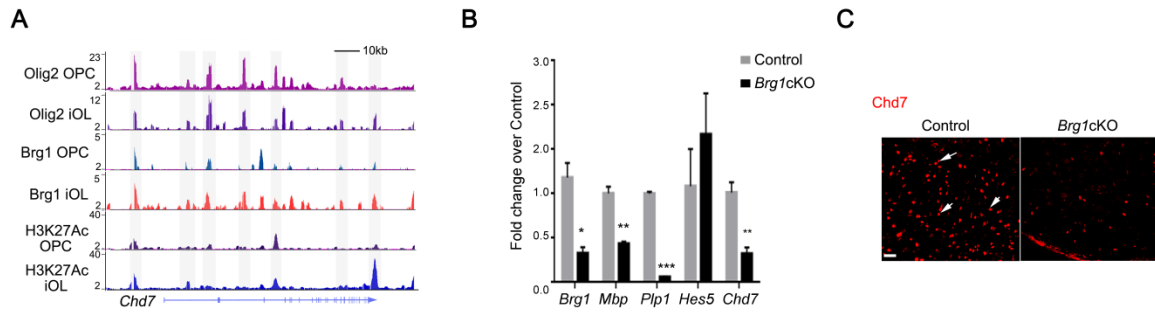 A
10kb
Olig2 OPC
23
2
Olig2 iOL
12
2
Brg1 OPC
5
2
Brg1 iOL
5
2
H3K27Ac
OPC
40
2
H3K27Ac
iOL
40
2
Chd7
B
Control
Brg1cKO
Fold change over Control
3.0
2.5
2.0
1.0
0.5
0.0
*
**
***
**
Brg1 Mbp Plp1 Hes5 Chd7
C
Chd7
Control Brg1cKO